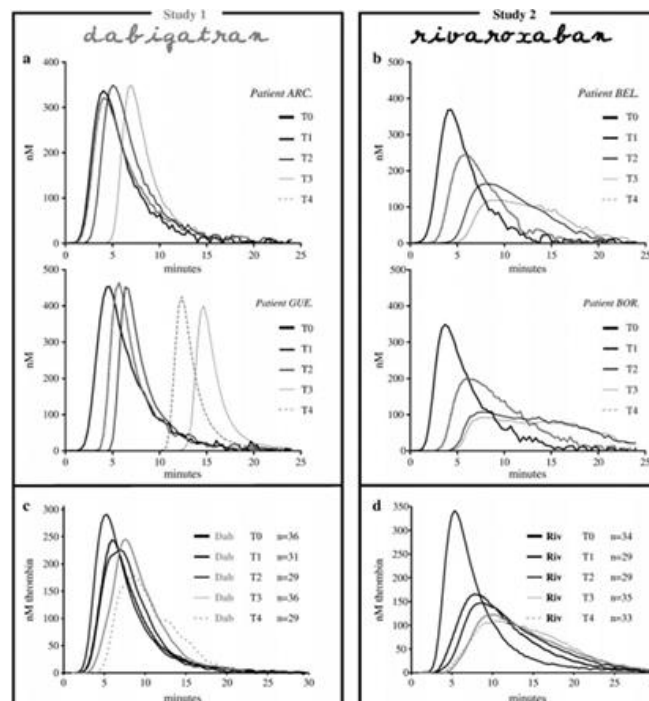 Study 1
dabigatran
a
Patient ARC.
T0
T1
T2
T3
T4
nM
400
300
200
100
0
0 5 10 15 20 25
minutes
Patient GUE.
T0
T1
T2
T3
T4
nM
500
400
300
200
100
0
0 5 10 15 20 25
minutes
c
Dab T0 n=36
Dab T1 n=31
Dab T2 n=29
Dab T3 n=36
Dab T4 n=29
nM thrombin
300
250
200
150
100
50
0
0 5 10 15 20 25 30
minutes
Study 2
rivaroxaban
b
Patient BEL.
T0
T1
T2
T3
T4
nM
500
400
300
200
100
0
0 5 10 15 20 25
minutes
Patient BOR.
T0
T1
T2
T3
T4
nM
500
400
300
200
100
0
0 5 10 15 20 25
minutes
d
Riv T0 n=34
Riv T1 n=29
Riv T2 n=29
Riv T3 n=35
Riv T4 n=33
nM thrombin
350
300
250
200
150
100
50
0
0 5 10 15 20 25
minutes